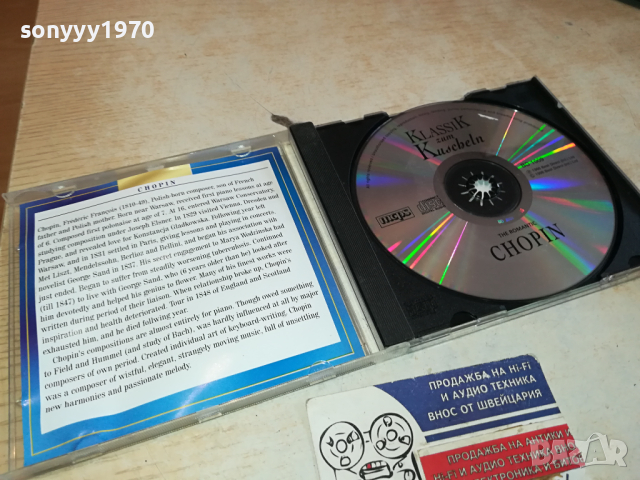 sonyyy1970
CHOPIN
Chopin, Frederic François (1810-49). Polish-born composer, son of French
father and Polish mother. Born near Warsaw, received first piano lessons at age
of 6. Composed first polonaise at age of 7. At 16, entered Warsaw Conservatory,
studying composition under Joseph Elsner. In 1829 visited Vienna, Dresden and
Prague, and revealed love for Konstancja Gladkowska. Following year left
Warsaw, and in 1831 settled in Paris, giving lessons and playing in concerts.
Met Liszt, Mendelssohn, Berlioz and Bellini, and began his association with
novelist George Sand in 1837. His secret engagement to Marya Wodzinska had
just ended. Began to suffer from steadily worsening tuberculosis. Continued
(till 1847) to live with George Sand, who (6 years older than he) looked after
him devotedly and helped his genius to flower. Many of his finest works were
written during period of their liaison. When relationship broke up, Chopin's
inspiration and health deteriorated. Tour in 1848 of England and Scotland
exhausted him, and he died follwing year.
Chopin's compositions are almost entirely for piano. Though owed something
to Field and Hummel (and study of Bach), was hardly influenced at all by major
composers of own period. Created individual art of keyboard-writing. Chopin
was a composer of wistful, elegant, strangely moving music, full of unsettling
new harmonies and passionate melody.
KLASSIK
zum
Kuscheln
mcps
THE ROMANTIC
CHOPIN
ПРОДАЖБА НА Hi-Fi
И АУДИО ТЕХНИКА
ВНОС ОТ ШВЕЙЦАРИЯ
ПРОДАЖБА НА АНТИКИ И
Hi-Fi И АУДИО ТЕХНИКА
BAZAR